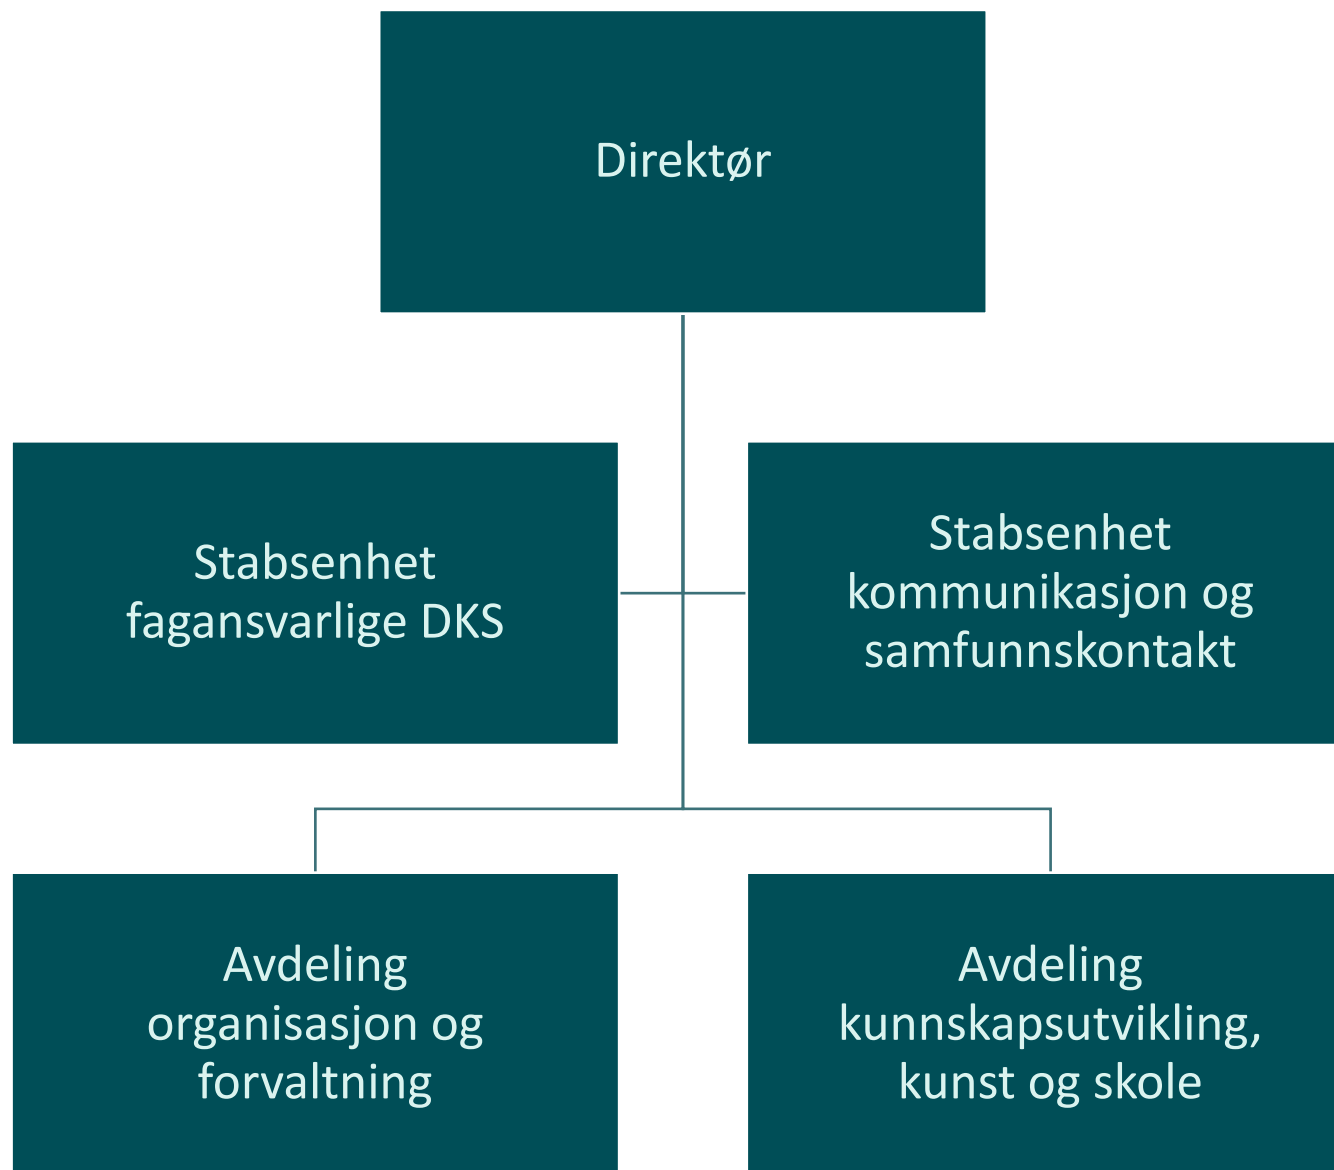 Direktør
Stabsenhet
fagansvarlige DKS
Stabsenhet
kommunikasjon og
samfunnskontakt
Avdeling
organisasjon og
forvaltning
Avdeling
kunnskapsutvikling,
kunst og skole